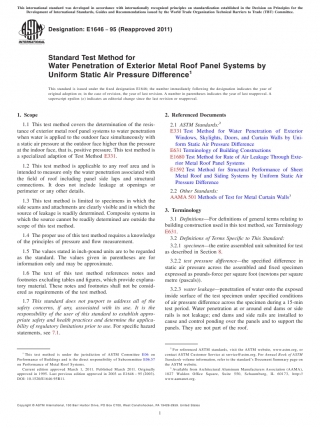 This international standard was developed in accordance with internationally recognized principles on standardization established in the Decision on Principles for the
Development of International Standards, Guides and Recommendations issued by the World Trade Organization Technical Barriers to Trade (TBT) Committee.
Designation: E1646 − 95 (Reapproved 2011)
Standard Test Method for
Water Penetration of Exterior Metal Roof Panel Systems by
Uniform Static Air Pressure Difference1
This standard is issued under the fixed designation E1646; the number immediately following the designation indicates the year of
original adoption or, in the case of revision, the year of last revision. A number in parentheses indicates the year of last reapproval. A
superscript epsilon (ε) indicates an editorial change since the last revision or reapproval.
1. Scope
1.1 This test method covers the determination of the resis-
tance of exterior metal roof panel systems to water penetration
when water is applied to the outdoor face simultaneously with
a static air pressure at the outdoor face higher than the pressure
at the indoor face, that is, positive pressure. This test method is
a specialized adaption of Test Method E331.
1.2 This test method is applicable to any roof area and is
intended to measure only the water penetration associated with
the field of roof including panel side laps and structural
connections. It does not include leakage at openings or
perimeter or any other details.
1.3 This test method is limited to specimens in which the
side seams and attachments are clearly visible and in which the
source of leakage is readily determined. Composite systems in
which the source cannot be readily determined are outside the
scope of this test method.
1.4 The proper use of this test method requires a knowledge
of the principles of pressure and flow measurement.
1.5 The values stated in inch-pound units are to be regarded
as the standard. The values given in parentheses are for
information only and may be approximate.
1.6 The text of this test method references notes and
footnotes excluding tables and figures, which provide explana-
tory material. These notes and footnotes shall not be consid-
ered as requirements of the test method.
1.7 This standard does not purport to address all of the
safety concerns, if any, associated with its use. It is the
responsibility of the user of this standard to establish appro-
priate safety and health practices and determine the applica-
bility of regulatory limitations prior to use. For specific hazard
statements, see 7.1.
1 This test method is under the jurisdiction of ASTM Committee E06 on
Performance of Buildings and is the direct responsibility of Subcommittee E06.57
on Performance of Metal Roof Systems.
Current edition approved March 1, 2011. Published March 2011. Originally
approved in 1995. Last previous edition approved in 2003 as E1646 – 95 (2003).
DOI: 10.1520/E1646-95R11.
2. Referenced Documents
2.1 ASTM Standards:2
E331 Test Method for Water Penetration of Exterior
Windows, Skylights, Doors, and Curtain Walls by Uni-
form Static Air Pressure Difference
E631 Terminology of Building Constructions
E1680 Test Method for Rate of Air Leakage Through Exte-
rior Metal Roof Panel Systems
E1592 Test Method for Structural Performance of Sheet
Metal Roof and Siding Systems by Uniform Static Air
Pressure Difference
2.2 Other Standards:
AAMA 501 Methods of Test for Metal Curtain Walls3
3. Terminology
3.1 Definitions—For definitions of general terms relating to
building construction used in this test method, see Terminology
E631.
3.2 Definitions of Terms Specific to This Standard:
3.2.1 specimen—the entire assembled unit submitted for test
as described in Section 8.
3.2.2 test pressure difference—the specified difference in
static air pressure across the assembled and fixed specimen
expressed as pounds-force per square foot (newtons per square
metre (pascals)).
3.2.3 water leakage—penetration of water onto the exposed
inside surface of the test specimen under specified conditions
of air pressure difference across the specimen during a 15-min
test period. Water penetration at or around end dams or side
rails is not leakage; end dams and side rails are installed to
cause and control ponding over the panels and to support the
panels. They are not part of the roof.
2 For referenced ASTM standards, visit the ASTM website, www.astm.org, or
contact ASTM Customer Service at service@astm.org. For Annual Book of ASTM
Standards volume information, refer to the standard's Document Summary page on
the ASTM website.
3 Available from American Architectural Manufacturers Association (AAMA),
1827 Walden Office Square, Suite 550, Schaumburg, IL 60173, http://
www.aamanet.org.
Copyright © ASTM International, 100 Barr Harbor Drive, PO Box C700, West Conshohocken, PA 19428-2959. United States
1